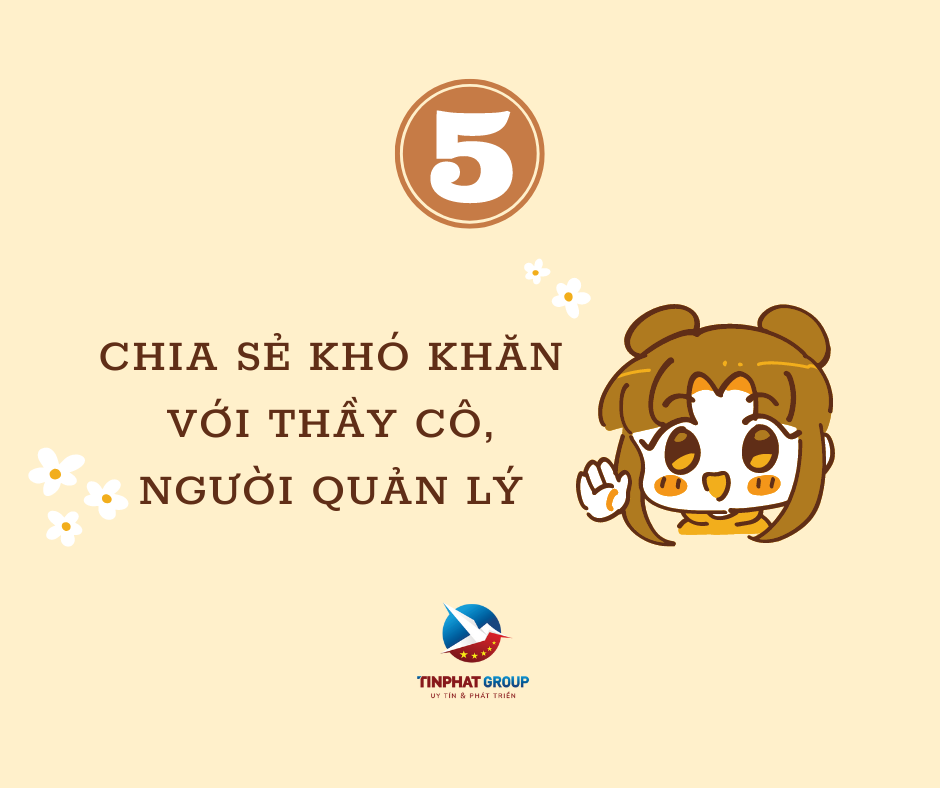 5
CHIA SẺ KHÓ KHĂN
VỚI THẦY CÔ,
NGƯỜI QUẢN LÝ
TINPHAT GROUP
UY TÍN & PHÁT TRIỂN